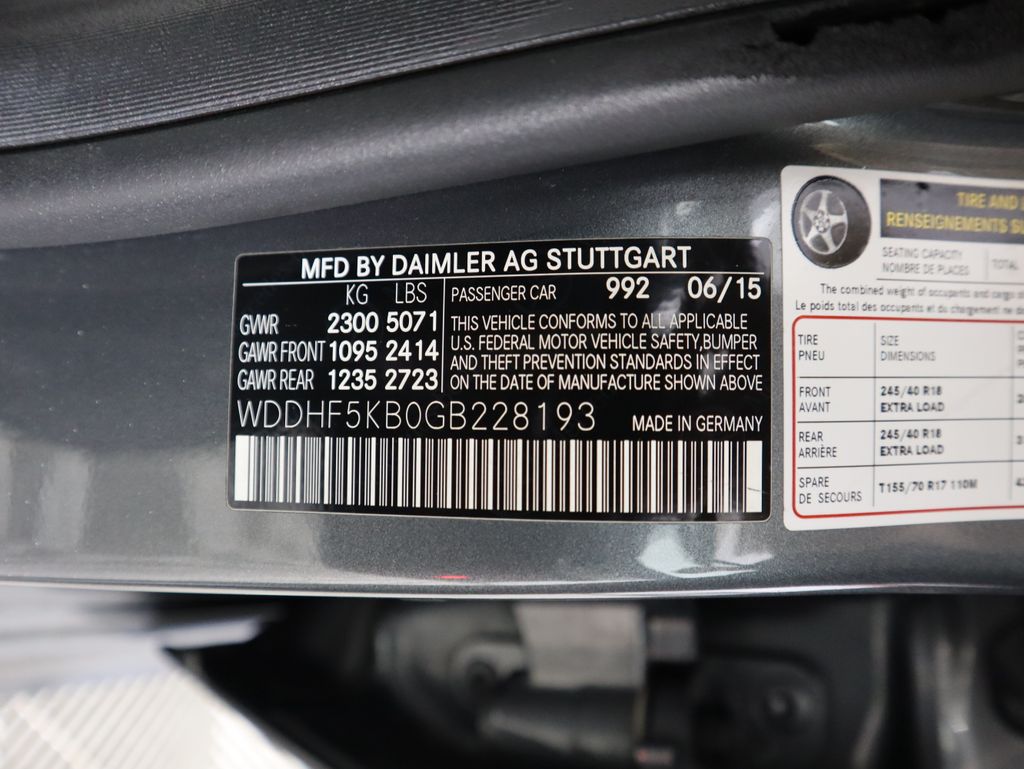 MFD BY DAIMLER AG STUTTGART
KG LBS
GVWR 2300 5071
GAWR FRONT 1095 2414
GAWR REAR 1235 2723
PASSENGER CAR 992 06/15
THIS VEHICLE CONFORMS TO ALL APPLICABLE
U.S. FEDERAL MOTOR VEHICLE SAFETY,BUMPER
AND THEFT PREVENTION STANDARDS IN EFFECT
ON THE DATE OF MANUFACTURE SHOWN ABOVE
WDDHF5KB0GB228193 MADE IN GERMANY
TIRE AND
RENSEIGNEMENTS
SEATING CAPACITY
NOMBRE DE PLACES
TOTAL
The combined weight of occupants and cargo
Le poids total des occupants et du chargement ne
TIRE SIZE
PNEU DIMENSIONS
FRONT 245/40 R18
AVANT EXTRA LOAD
REAR 245/40 R18
ARRIÈRE EXTRA LOAD
SPARE T155/70 R17 110M
DE SECOURS